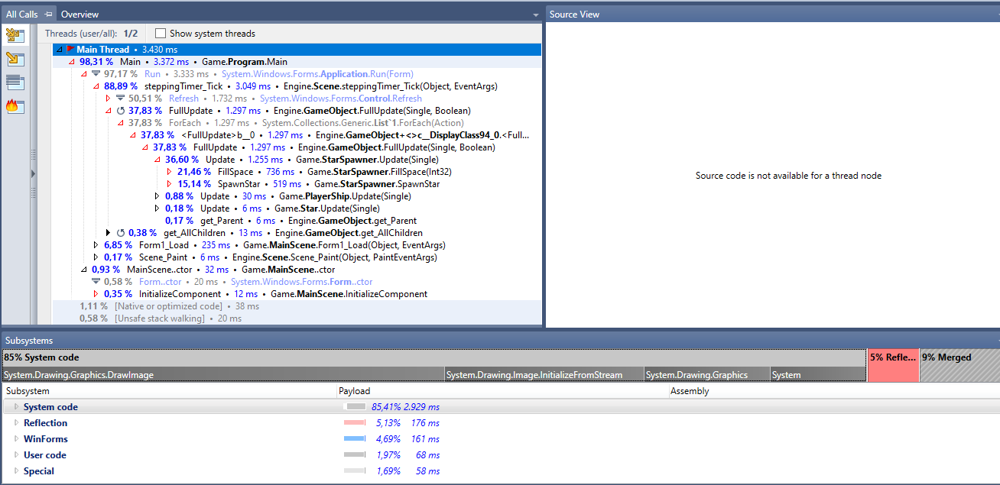 All Calls Overview
Source View
Threads (user/all): 1/2 Show system threads
Main Thread • 3.430 ms
98,31 % Main • 3.372 ms • Game.Program.Main
97,17 % Run • 3.333 ms • System.Windows.Forms.Application.Run(Form)
88,89 % steppingTimer_Tick • 3.049 ms • Engine.Scene.steppingTimer_Tick(Object, EventArgs)
50,51 % Refresh • 1.732 ms • System.Windows.Forms.Control.Refresh
37,83 % FullUpdate • 1.297 ms • Engine.GameObject.FullUpdate(Single, Boolean)
37,83 % ForEach • 1.297 ms • System.Collections.Generic.List`1.ForEach(Action)
37,83 % <FullUpdate>b__0 • 1.297 ms • Engine.GameObject+<>c__DisplayClass94_0.<Full...
37,83 % FullUpdate • 1.297 ms • Engine.GameObject.FullUpdate(Single, Boolean)
36,60 % Update • 1.255 ms • Game.StarSpawner.Update(Single)
21,46 % FillSpace • 736 ms • Game.StarSpawner.FillSpace(Int32)
15,14 % SpawnStar • 519 ms • Game.StarSpawner.SpawnStar
0,88 % Update • 30 ms • Game.PlayerShip.Update(Single)
0,18 % Update • 6 ms • Game.Star.Update(Single)
0,17 % get_Parent • 6 ms • Engine.GameObject.get_Parent
0,38 % get_AllChildren • 13 ms • Engine.GameObject.get_AllChildren
6,85 % Form1_Load • 235 ms • Game.MainScene.Form1_Load(Object, EventArgs)
0,17 % Scene_Paint • 6 ms • Engine.Scene.Scene_Paint(Object, PaintEventArgs)
0,93 % MainScene..ctor • 32 ms • Game.MainScene..ctor
0,58 % Form..ctor • 20 ms • System.Windows.Forms.Form..ctor
0,35 % InitializeComponent • 12 ms • Game.MainScene.InitializeComponent
1,11 % [Native or optimized code] • 38 ms
0,58 % [Unsafe stack walking] • 20 ms
Source code is not available for a thread node
Subsystems
85% System code 5% Refle... 9% Merged
System.Drawing.Graphics.DrawImage System.Drawing.Image.InitializeFromStream System.Drawing.Graphics System
Subsystem Payload Assembly
System code 85,41% 2.929 ms
Reflection 5,13% 176 ms
WinForms 4,69% 161 ms
User code 1,97% 68 ms
Special 1,69% 58 ms